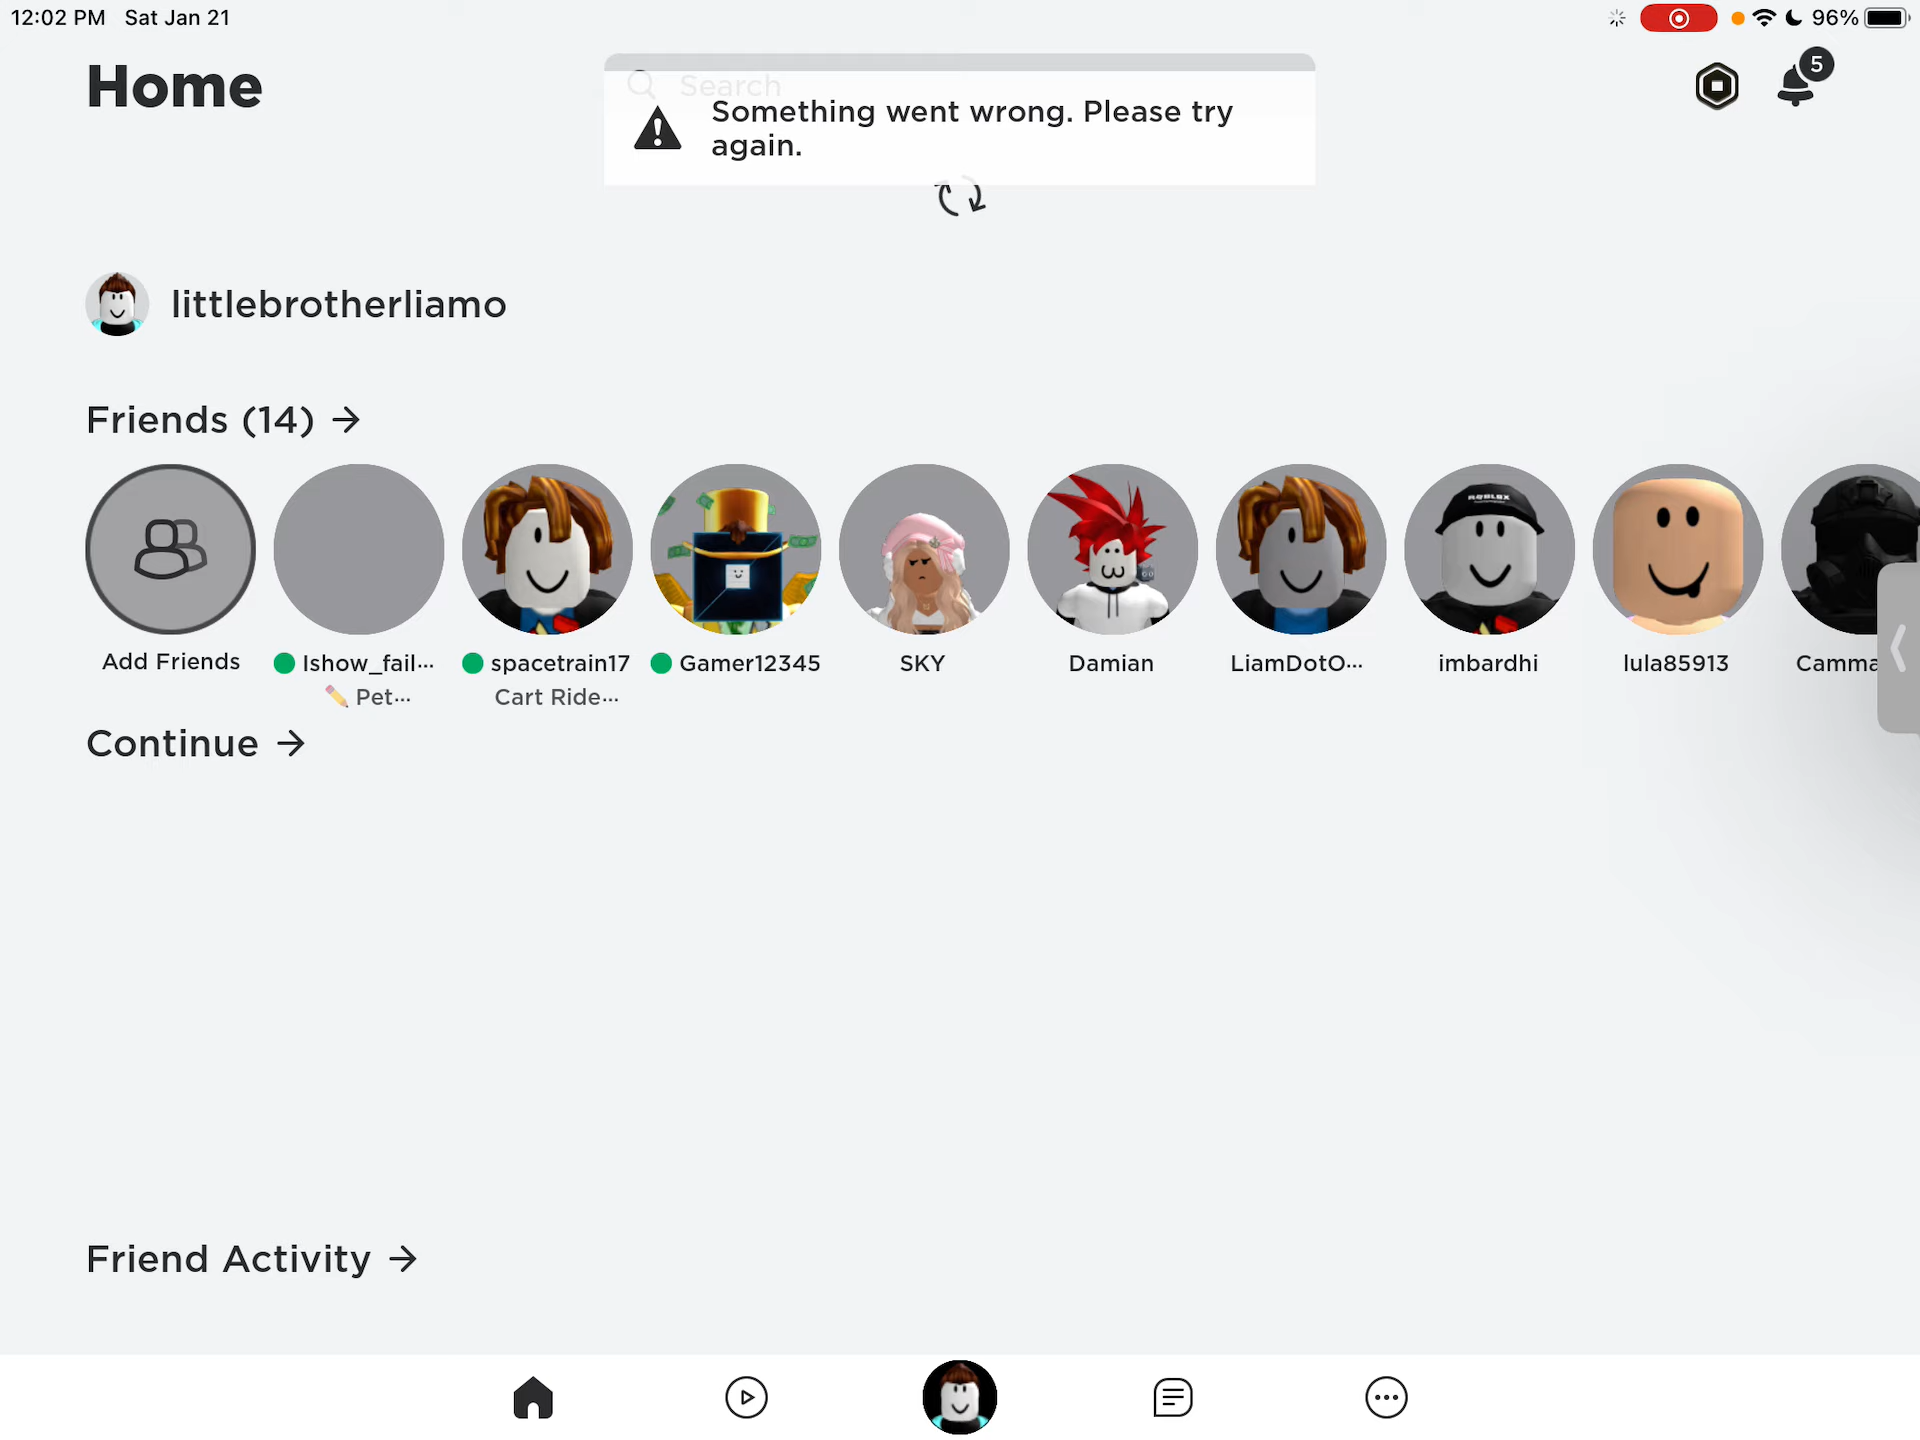 12:02 PM Sat Jan 21
96%
Home
Search
5
Something went wrong. Please try
again.
littlebrotherliamo
Friends (14) →
ROBLOX
Add Friends
Ishow_fail...
spacetrain17
Gamer12345
SKY
Damian
LiamDotO...
imbardhi
lula85913
Camma
✏️ Pet...
Cart Ride...
Continue →
Friend Activity →